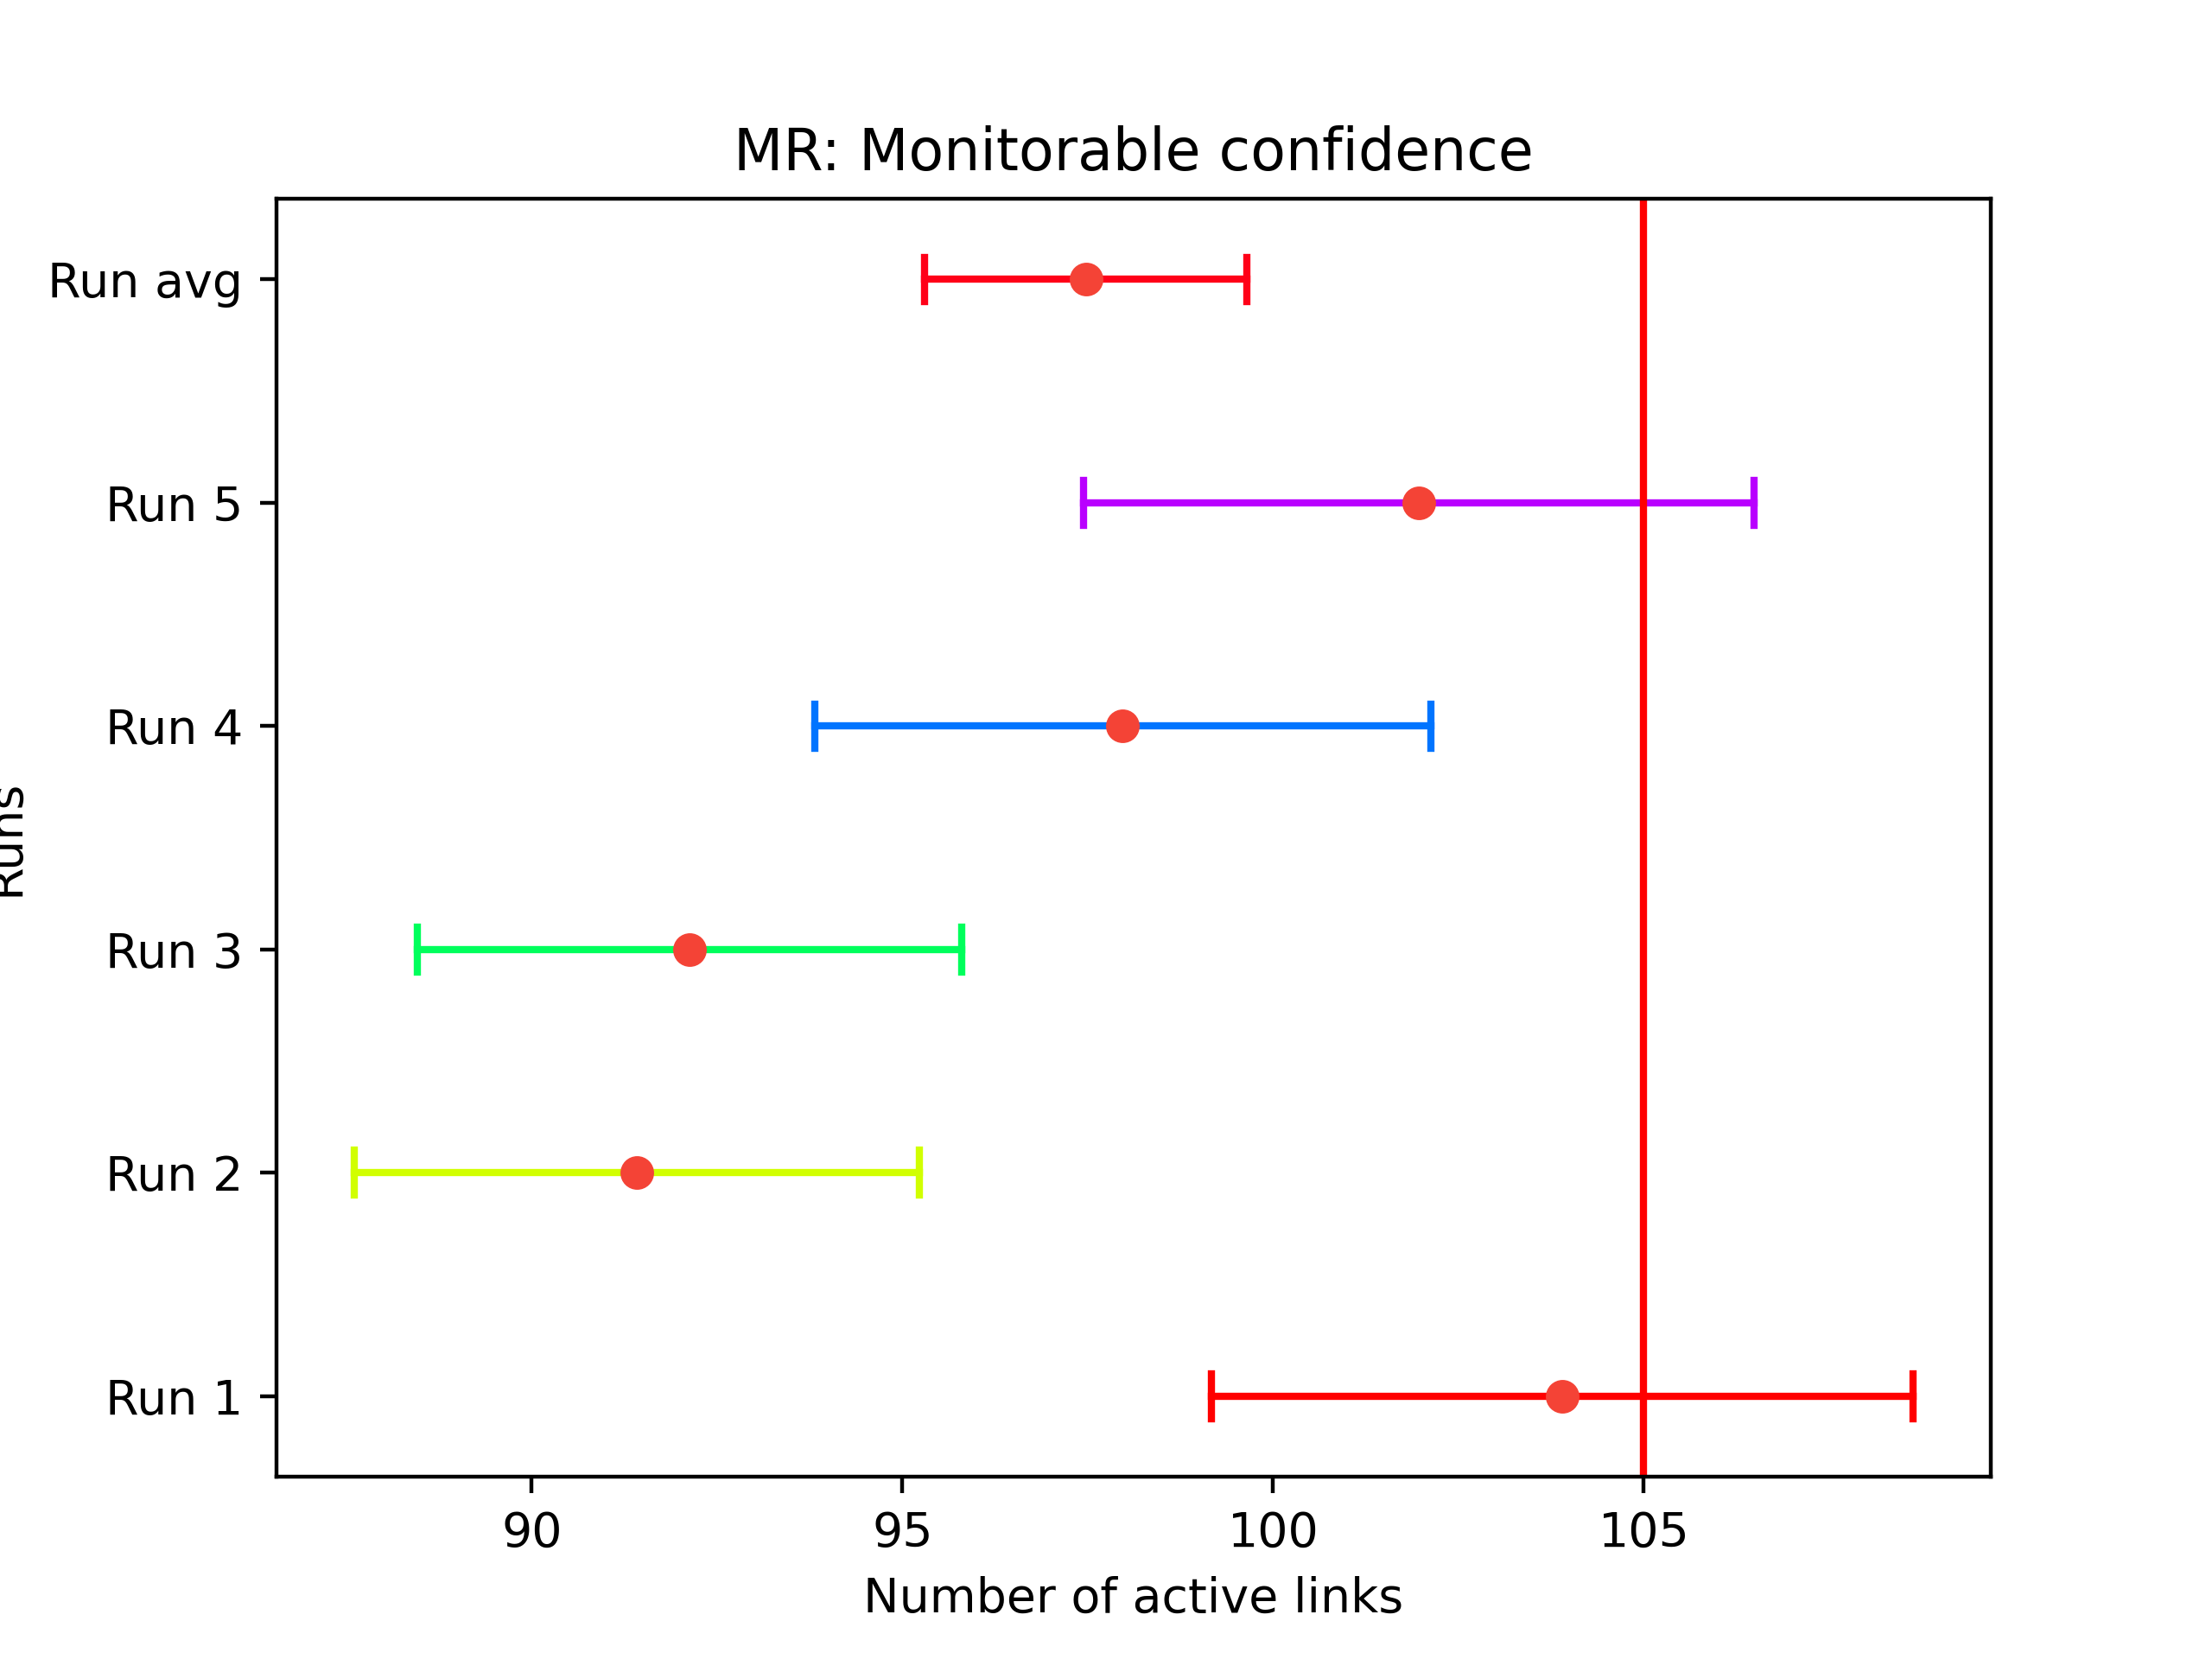 MR: Monitorable confidence
Run avg
Run 5
Run 4
Run 3
Run 2
Run 1
Runs
90 95 100 105
Number of active links